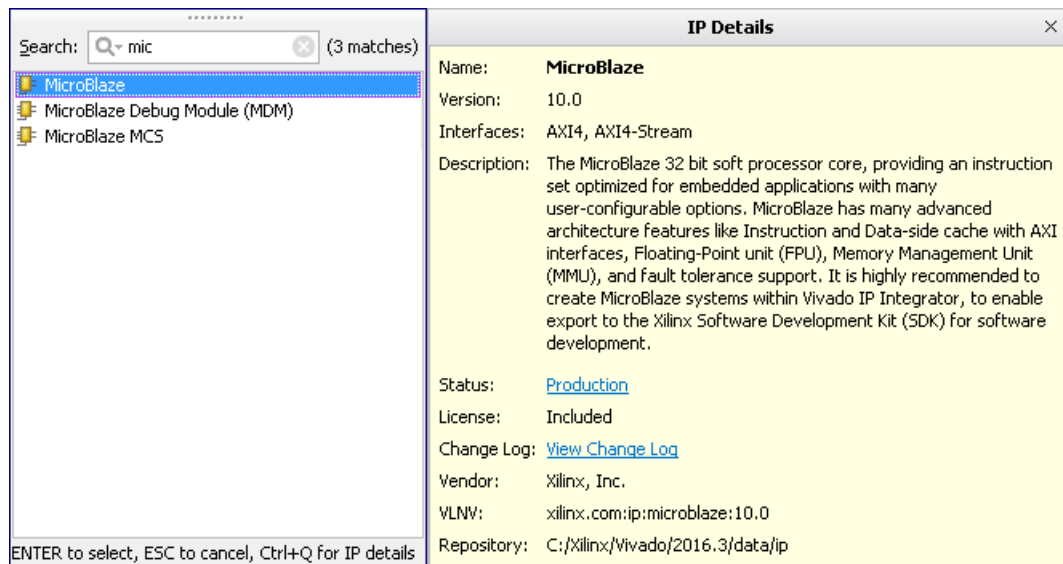 Search: mic (3 matches)
MicroBlaze
MicroBlaze Debug Module (MDM)
MicroBlaze MCS
ENTER to select, ESC to cancel, Ctrl+Q for IP details
IP Details
Name: MicroBlaze
Version: 10.0
Interfaces: AXI4, AXI4-Stream
Description: The MicroBlaze 32 bit soft processor core, providing an instruction
set optimized for embedded applications with many
user-configurable options. MicroBlaze has many advanced
architecture features like Instruction and Data-side cache with AXI
interfaces, Floating-Point unit (FPU), Memory Management Unit
(MMU), and fault tolerance support. It is highly recommended to
create MicroBlaze systems within Vivado IP Integrator, to enable
export to the Xilinx Software Development Kit (SDK) for software
development.
Status: Production
License: Included
Change Log: View Change Log
Vendor: Xilinx, Inc.
VLNV: xilinx.com:ip:microblaze:10.0
Repository: C:/Xilinx/Vivado/2016.3/data/ip